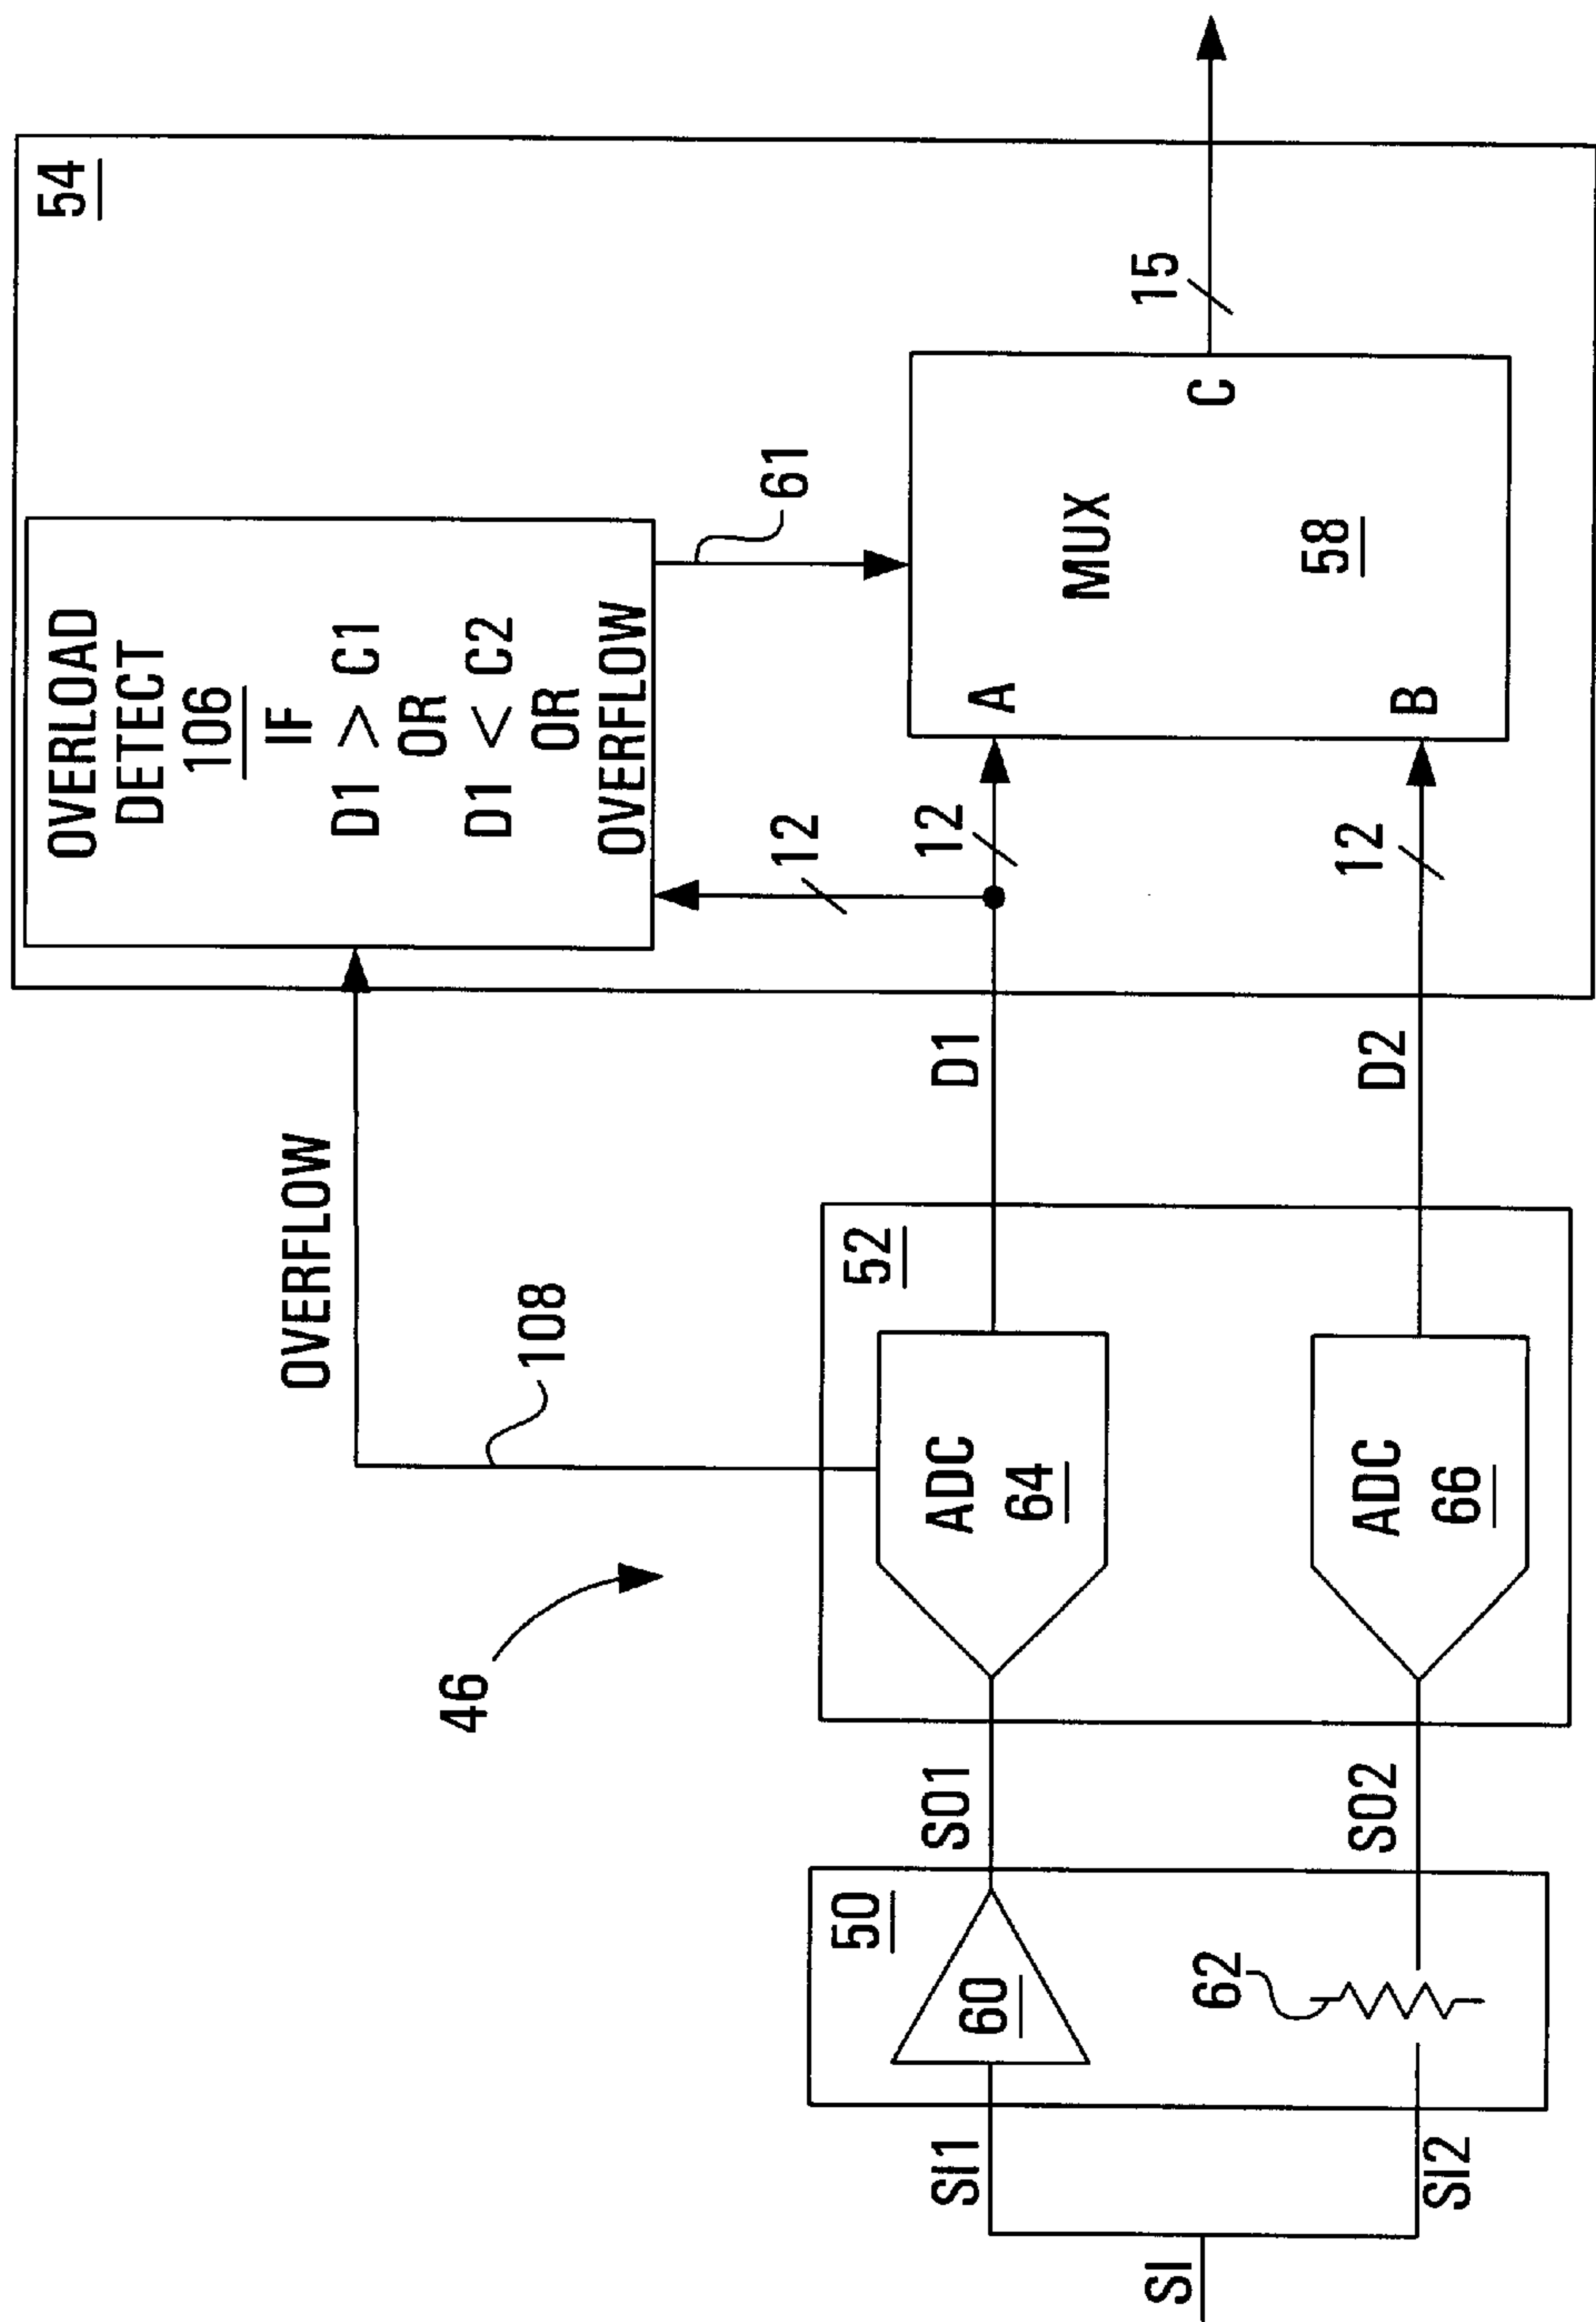 54
OVERLOAD
DETECT
106
IF
D1 > C1
OR
D1 < C2
OR
OVERFLOW
OVERFLOW
108
61
46
12
12
15
52
D1
A
MUX
C
58
B
50
SO1
ADC
64
SI1
60
SI
62
SO2
ADC
66
D2
12
SI2